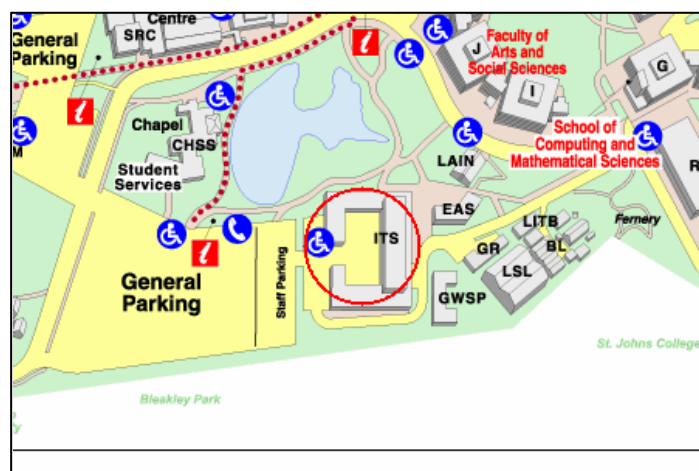 Centre
SRC
General
Parking
i
i
J
Faculty of
Arts and
Social Sciences
I
G
School of
Computing and
Mathematical Sciences
Chapel
CHSS
Student
Services
M
R
LAIN
EAS
ITS
LITB
BL
Fernery
GR
LSL
GWSP
i
General
Parking
Staff Parking
St. Johns College
Bleakley Park